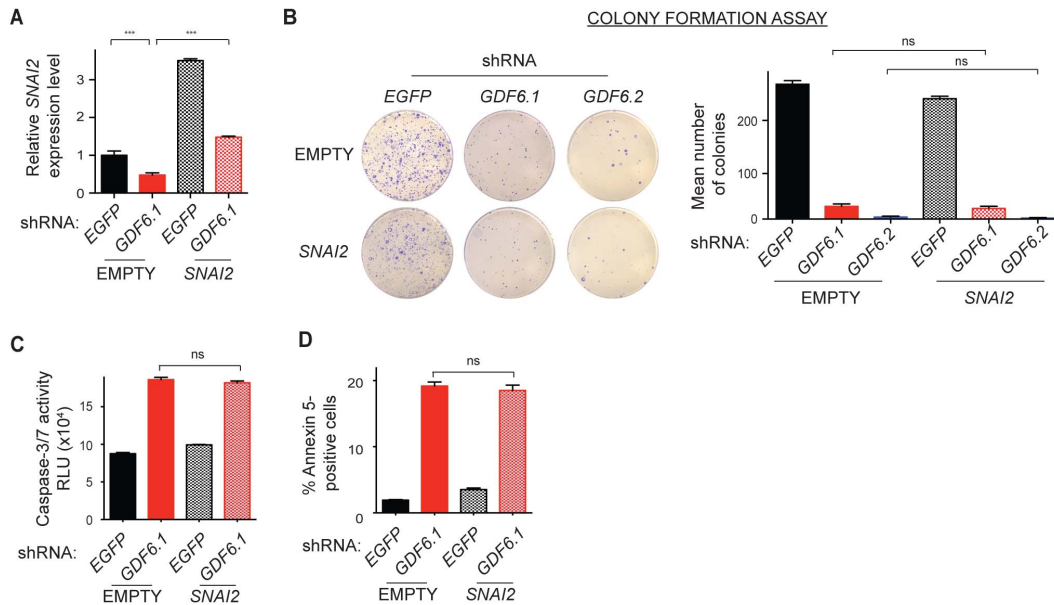 A
Relative SNAI2
expression level
3
2
1
0
***
***
shRNA:
EGFP
GDF6.1
EGFP
GDF6.1
EMPTY
SNAI2
B
COLONY FORMATION ASSAY
shRNA
EGFP
GDF6.1
GDF6.2
EMPTY
SNAI2
Mean number
of colonies
200
100
0
ns
ns
shRNA:
EGFP
GDF6.1
GDF6.2
EGFP
GDF6.1
GDF6.2
EMPTY
SNAI2
C
Caspase-3/7 activity
RLU (x10⁴)
15
10
5
0
ns
shRNA:
EGFP
GDF6.1
EGFP
GDF6.1
EMPTY
SNAI2
D
% Annexin 5-
positive cells
20
10
0
ns
shRNA:
EGFP
GDF6.1
EGFP
GDF6.1
EMPTY
SNAI2